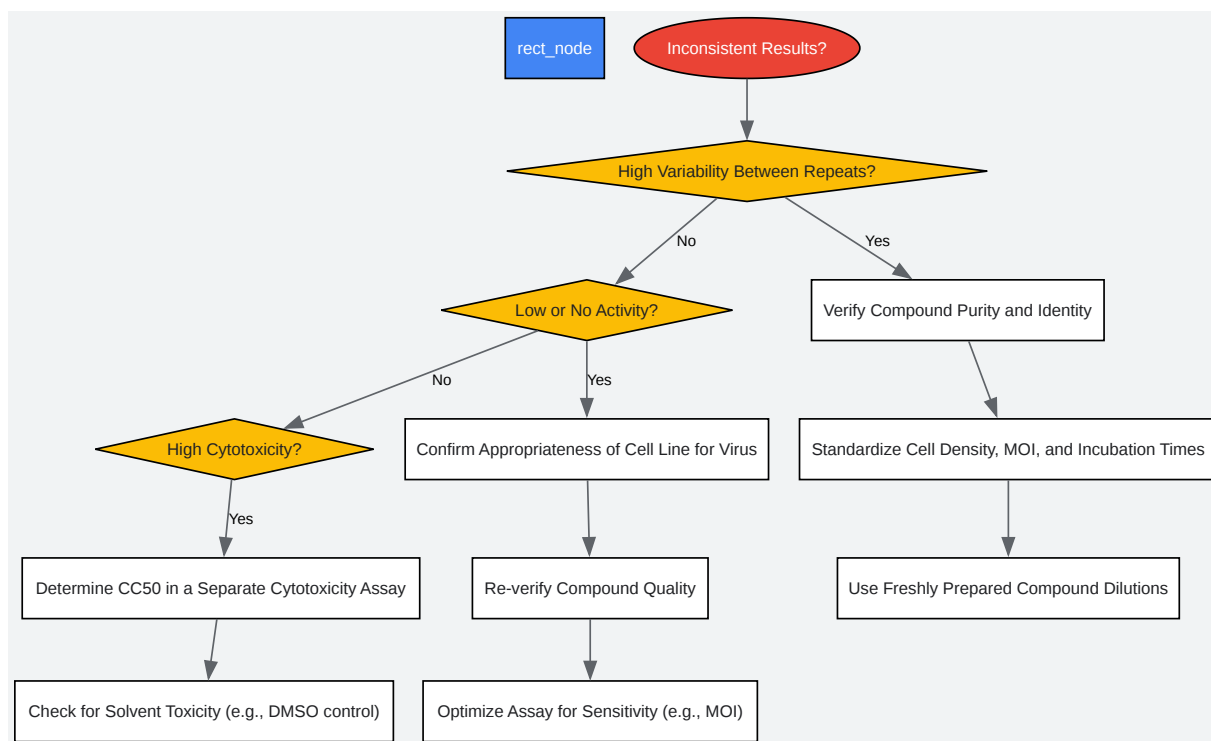 rect_node
Inconsistent Results?
High Variability Between Repeats?
No
Yes
Low or No Activity?
Verify Compound Purity and Identity
No
Yes
High Cytotoxicity?
Confirm Appropriateness of Cell Line for Virus
Standardize Cell Density, MOI, and Incubation Times
Yes
Determine CC50 in a Separate Cytotoxicity Assay
Re-verify Compound Quality
Use Freshly Prepared Compound Dilutions
Check for Solvent Toxicity (e.g., DMSO control)
Optimize Assay for Sensitivity (e.g., MOI)